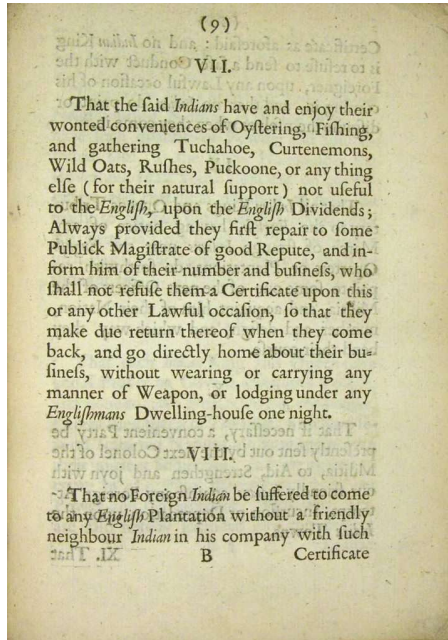 (9)
VII.
That the ſaid Indians have and enjoy their
wonted conveniences of Oyſtering, Fiſhing,
and gathering Tuchahoe, Curtenemons,
Wild Oats, Ruſhes, Puckoone, or any thing
elſe (for their natural ſupport) not uſeful
to the Engliſh, upon the Engliſh Dividends;
Always provided they firſt repair to ſome
Publick Magiſtrate of good Repute, and in-
form him of their number and buſineſs, who
ſhall not refuſe them a Certificate upon this
or any other Lawful occaſion, ſo that they
make due return thereof when they come
back, and go directly home about their bu-
ſineſs, without wearing or carrying any
manner of Weapon, or lodging under any
Engliſhmans Dwelling-houſe one night.
VIII.
That no Foreign Indian be ſuffered to come
to any Engliſh Plantation without a friendly
neighbour Indian in his company with ſuch
B Certificate